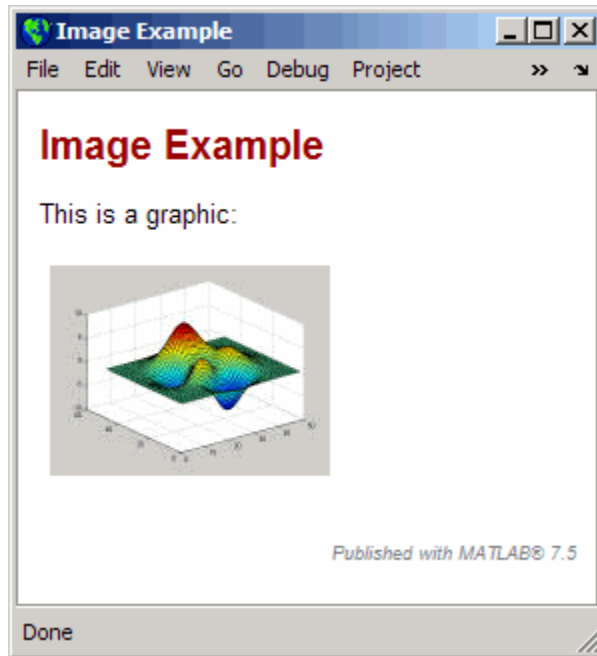 Image Example
File Edit View Go Debug Project »
Image Example
This is a graphic:
Published with MATLAB® 7.5
Done